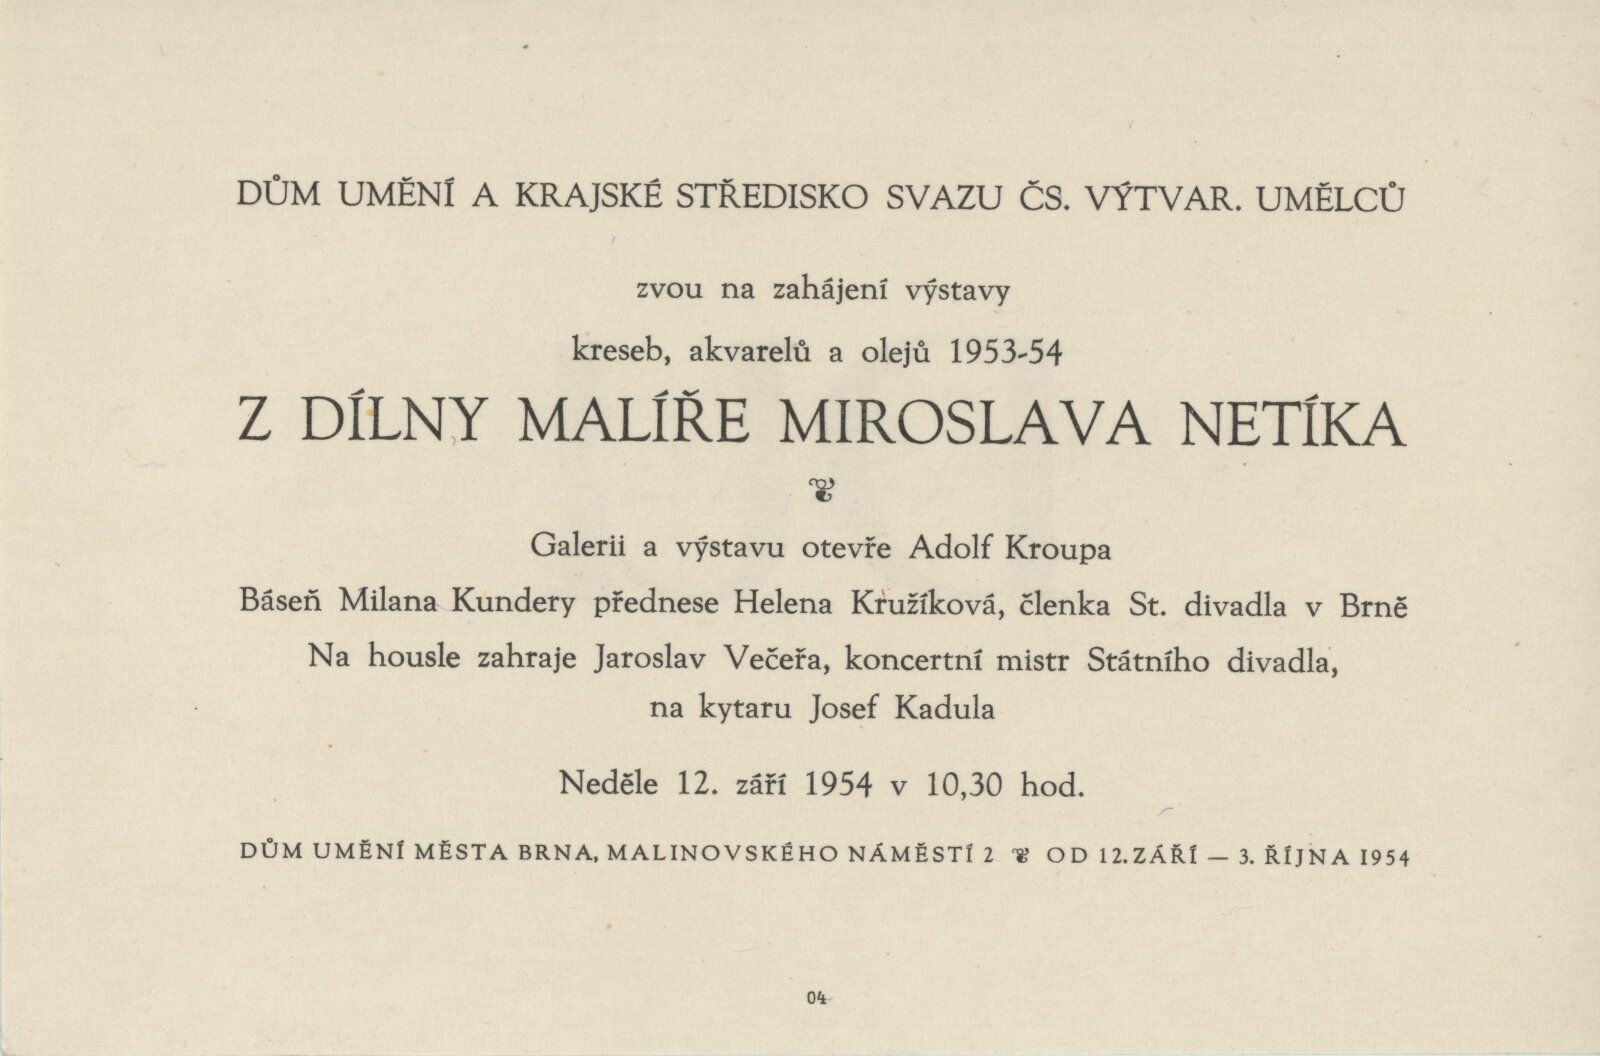 DŮM UMĚNÍ A KRAJSKÉ STŘEDISKO SVAZU ČS. VÝTVAR. UMĚLCŮ
zvou na zahájení výstavy
kreseb, akvarelů a olejů 1953-54
Z DÍLNY MALÍŘE MIROSLAVA NETÍKA
Galerii a výstavu otevře Adolf Kroupa
Báseň Milana Kundery přednese Helena Kružíková, členka St. divadla v Brně
Na housle zahraje Jaroslav Večeřa, koncertní mistr Státního divadla,
na kytaru Josef Kadula
Neděle 12. září 1954 v 10,30 hod.
DŮM UMĚNÍ MĚSTA BRNA, MALINOVSKÉHO NÁMĚSTÍ 2 ❦ OD 12. ZÁŘÍ — 3. ŘÍJNA 1954
04